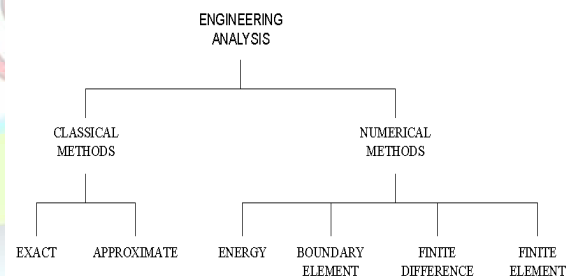 ENGINEERING
ANALYSIS
CLASSICAL
METHODS
NUMERICAL
METHODS
EXACT
APPROXIMATE
ENERGY
BOUNDARY
ELEMENT
FINITE
DIFFERENCE
FINITE
ELEMENT